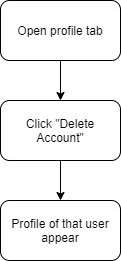 Open profile tab
Click "Delete
Account"
Profile of that user
appear